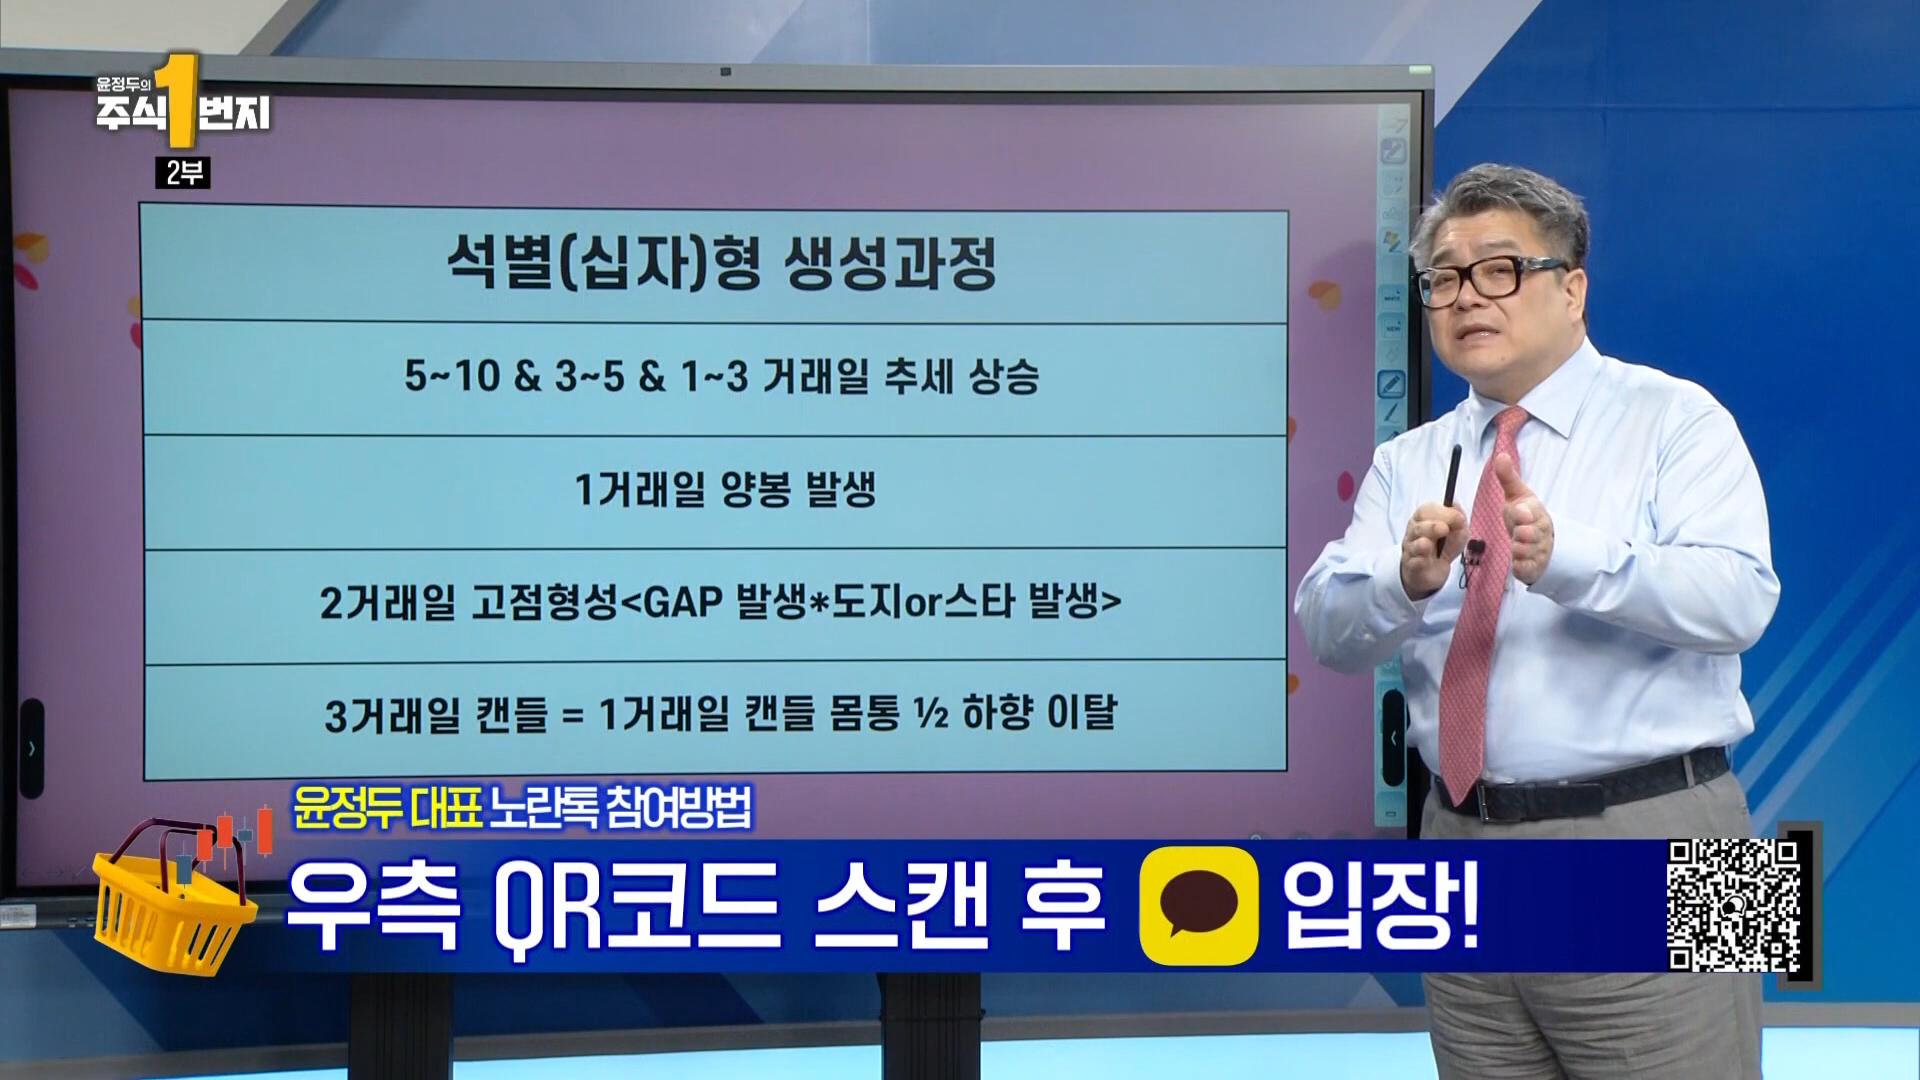 윤정두의
주식1번지
2부
석별(십자)형 생성과정
5~10 & 3~5 & 1~3 거래일 추세 상승
1거래일 양봉 발생
2거래일 고점형성<GAP 발생*도지or스타 발생>
3거래일 캔들 = 1거래일 캔들 몸통 ½ 하향 이탈
윤정두 대표 노란톡 참여방법
우측 QR코드 스캔 후 입장!